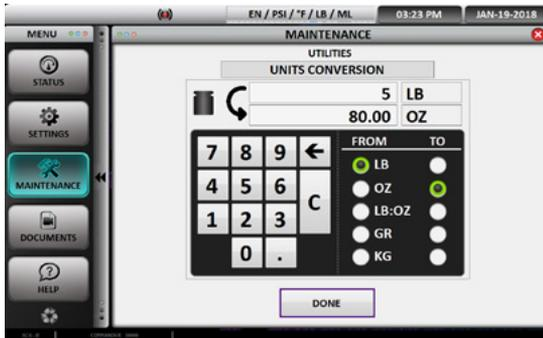 EN / PSI / °F / LB / ML
03:23 PM
JAN-19-2018
MENU
MAINTENANCE
UTILITIES
UNITS CONVERSION
STATUS
SETTINGS
MAINTENANCE
DOCUMENTS
HELP
5 LB
80.00 OZ
7 8 9
4 5 6 C
1 2 3
0 .
FROM TO
LB
OZ
LB:OZ
GR
KG
DONE